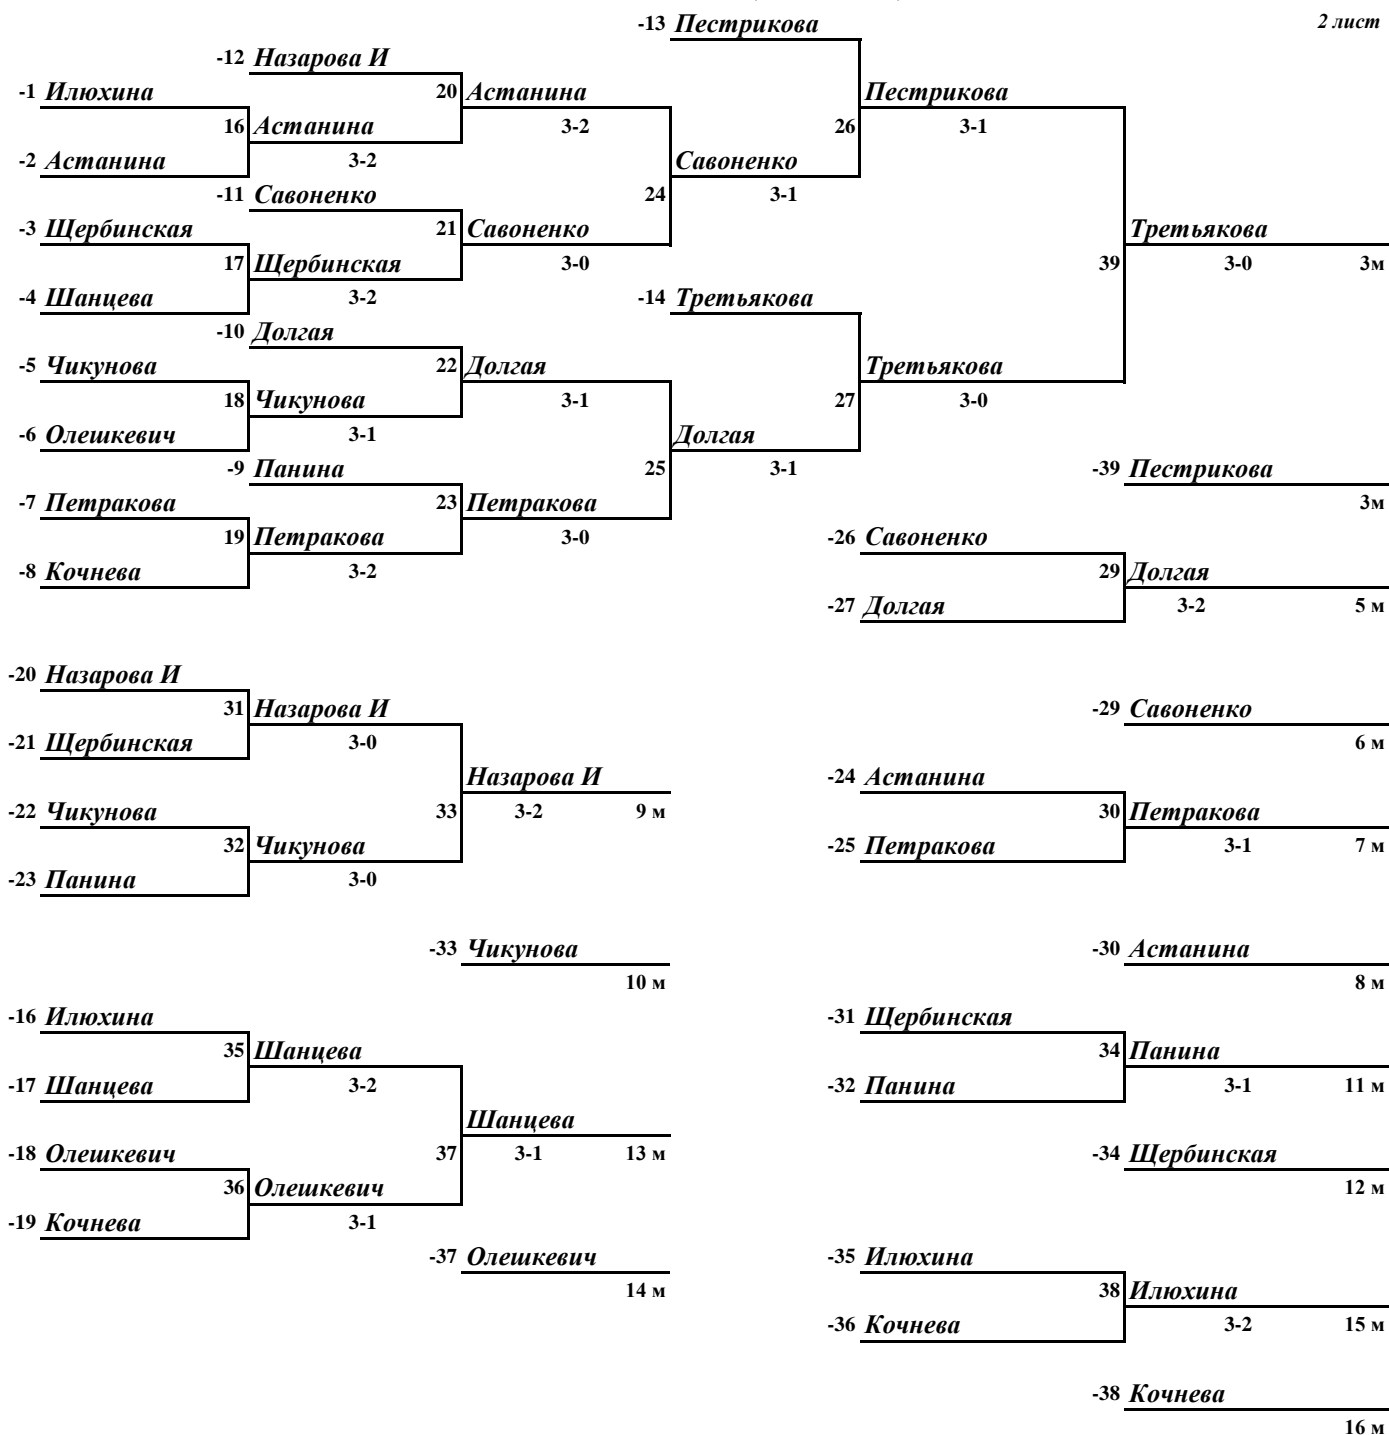 -13 Пестрикова 2 лист
-12 Назарова И
-1 Илюхина 20 Астанина Пестрикова
16 Астанина 3-2 26 3-1
-2 Астанина 3-2 Савоненко
-11 Савоненко 24 3-1
-3 Щербинская 21 Савоненко Третьякова
17 Щербинская 3-0 39 3-0 3м
-4 Шанцева 3-2 -14 Третьякова
-10 Долгая
-5 Чикунова 22 Долгая Третьякова
18 Чикунова 3-1 27 3-0
-6 Олешкевич 3-1 Долгая
-9 Панина 25 3-1 -39 Пестрикова
-7 Петракова 23 Петракова 3м
19 Петракова 3-0 -26 Савоненко
-8 Кочнева 3-2 29 Долгая
-27 Долгая 3-2 5 м
-20 Назарова И
31 Назарова И -29 Савоненко
-21 Щербинская 3-0 6 м
Назарова И -24 Астанина
-22 Чикунова 33 3-2 9 м 30 Петракова
32 Чикунова -25 Петракова 3-1 7 м
-23 Панина 3-0
-33 Чикунова -30 Астанина
10 м 8 м
-16 Илюхина -31 Щербинская
35 Шанцева 34 Панина
-17 Шанцева 3-2 -32 Панина 3-1 11 м
Шанцева
-18 Олешкевич 37 3-1 13 м -34 Щербинская
36 Олешкевич 12 м
-19 Кочнева 3-1
-37 Олешкевич -35 Илюхина
14 м 38 Илюхина
-36 Кочнева 3-2 15 м
-38 Кочнева
16 м